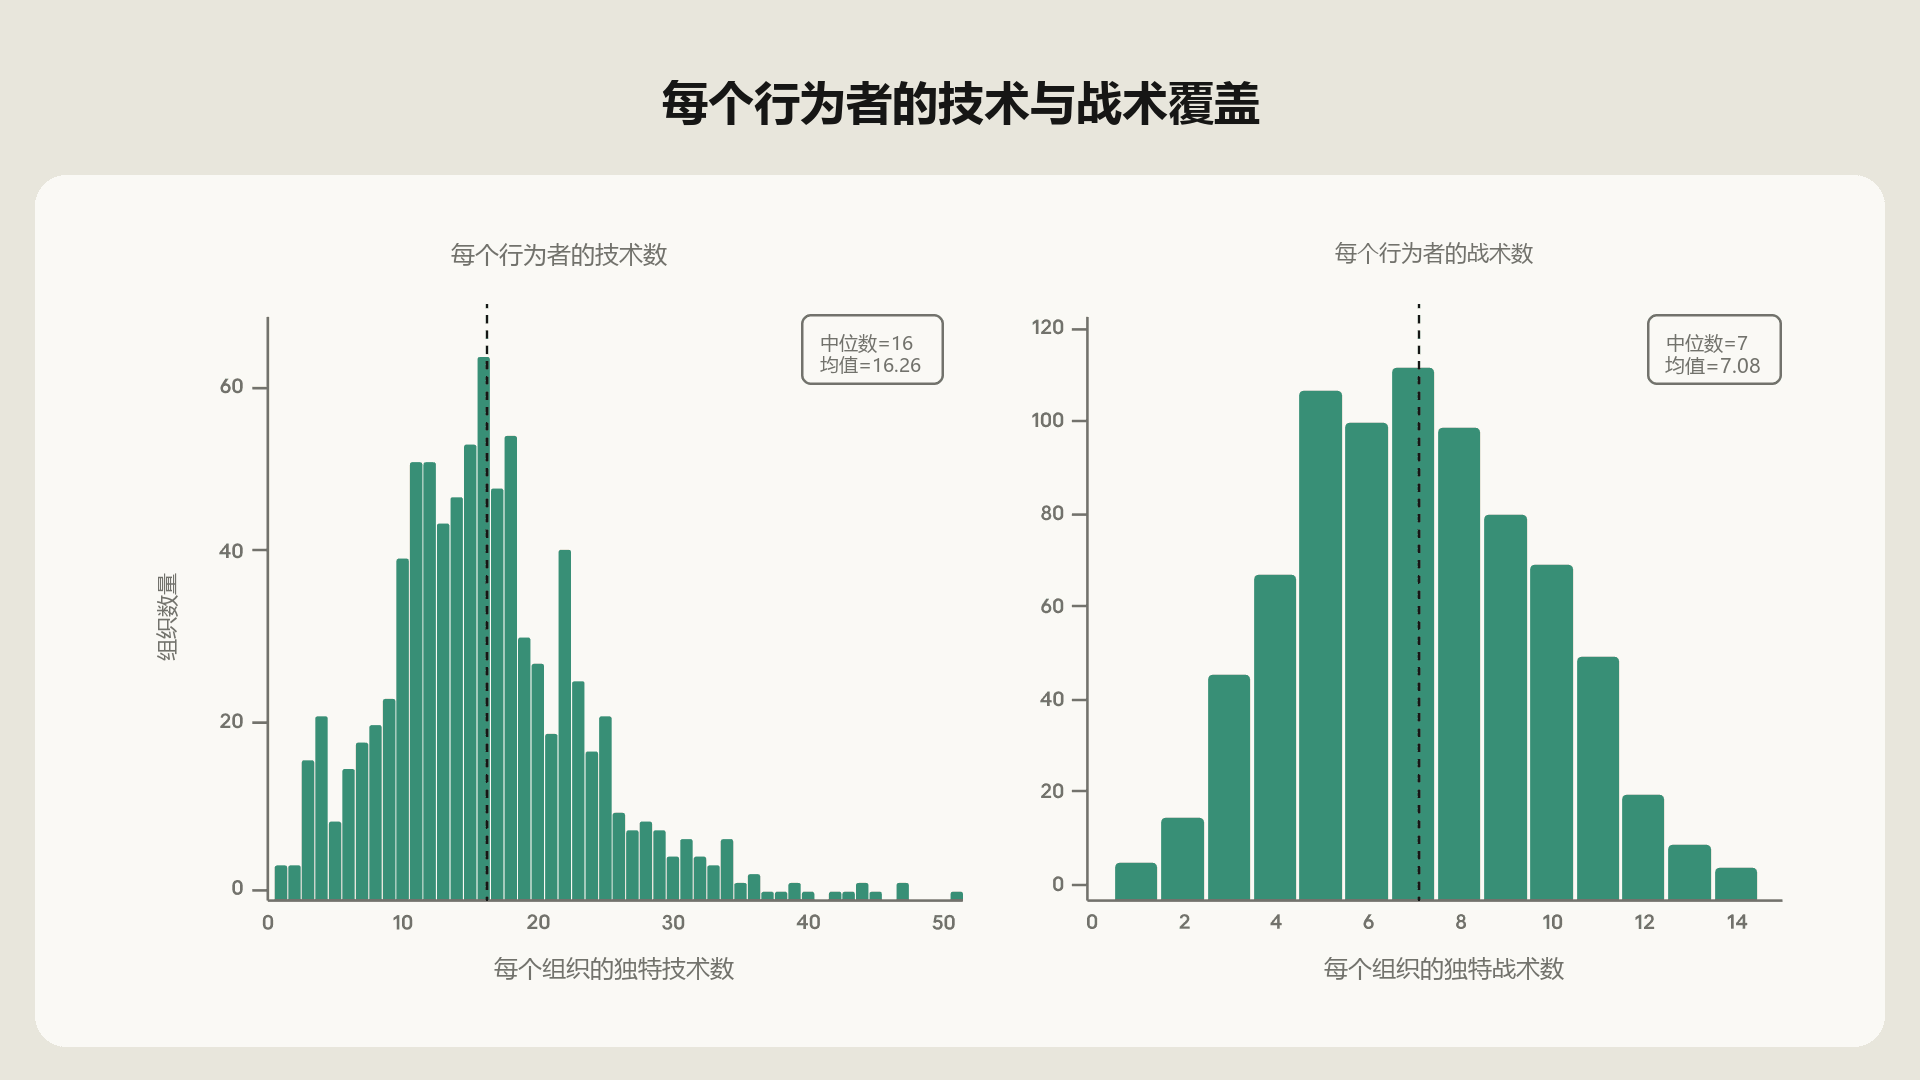 每个行为者的技术与战术覆盖
每个行为者的技术数
中位数=16
均值=16.26
60
40
20
0
组织数量
0 10 20 30 40 50
每个组织的独特技术数
每个行为者的战术数
中位数=7
均值=7.08
120
100
80
60
40
20
0
0 2 4 6 8 10 12 14
每个组织的独特战术数